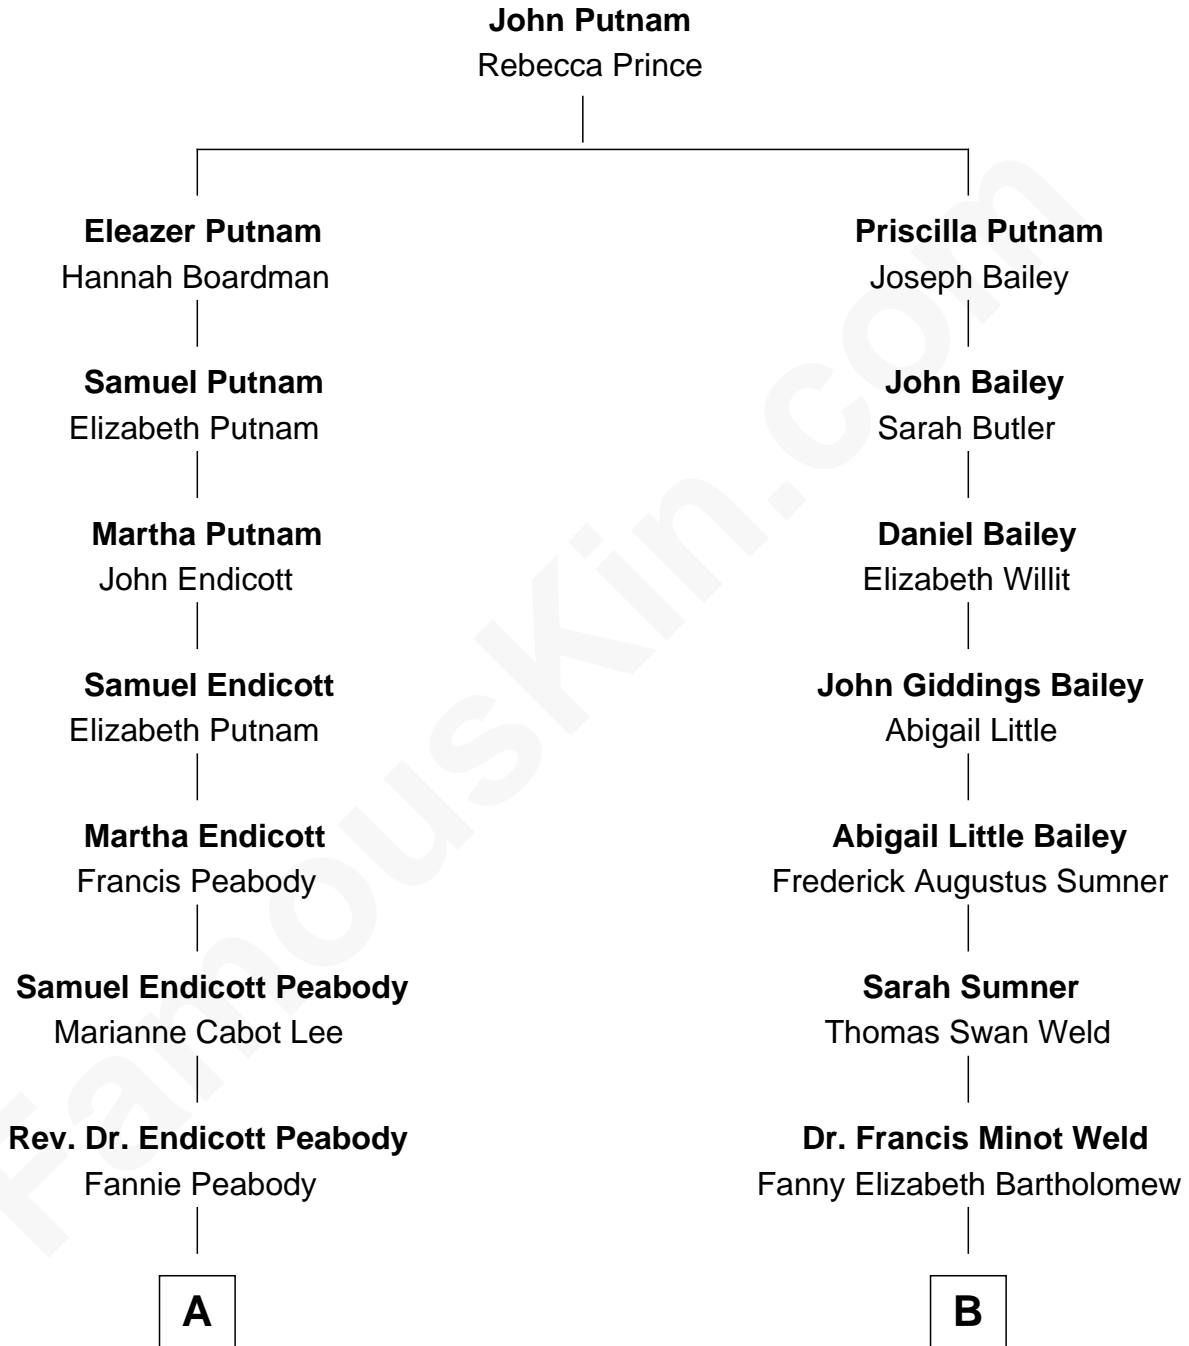 John Putnam
Rebecca Prince
Eleazer Putnam
Hannah Boardman
Samuel Putnam
Elizabeth Putnam
Martha Putnam
John Endicott
Samuel Endicott
Elizabeth Putnam
Martha Endicott
Francis Peabody
Samuel Endicott Peabody
Marianne Cabot Lee
Rev. Dr. Endicott Peabody
Fannie Peabody
A
Priscilla Putnam
Joseph Bailey
John Bailey
Sarah Butler
Daniel Bailey
Elizabeth Willit
John Giddings Bailey
Abigail Little
Abigail Little Bailey
Frederick Augustus Sumner
Sarah Sumner
Thomas Swan Weld
Dr. Francis Minot Weld
Fanny Elizabeth Bartholomew
B
FamousKin.com